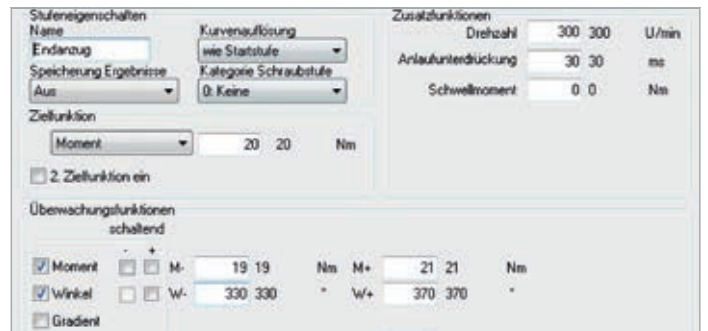 Stufeneigenschaften
Name
Endanzug
Kurvenauflösung
wie Startstufe
Speicherung Ergebnisse
Aus
Kategorie Schraubstufe
0: Keine
Zusatzfunktionen
Drehzahl 300 300 U/min
Anlaufunterdrückung 30 30 ms
Schwellmoment 0 0 Nm
Zielfunktion
Moment 20 20 Nm
2. Zielfunktion ein
Überwachungsfunktionen
schaltend
- +
Moment M- 19 19 Nm M+ 21 21 Nm
Winkel W- 330 330 ° W+ 370 370 °
Gradient